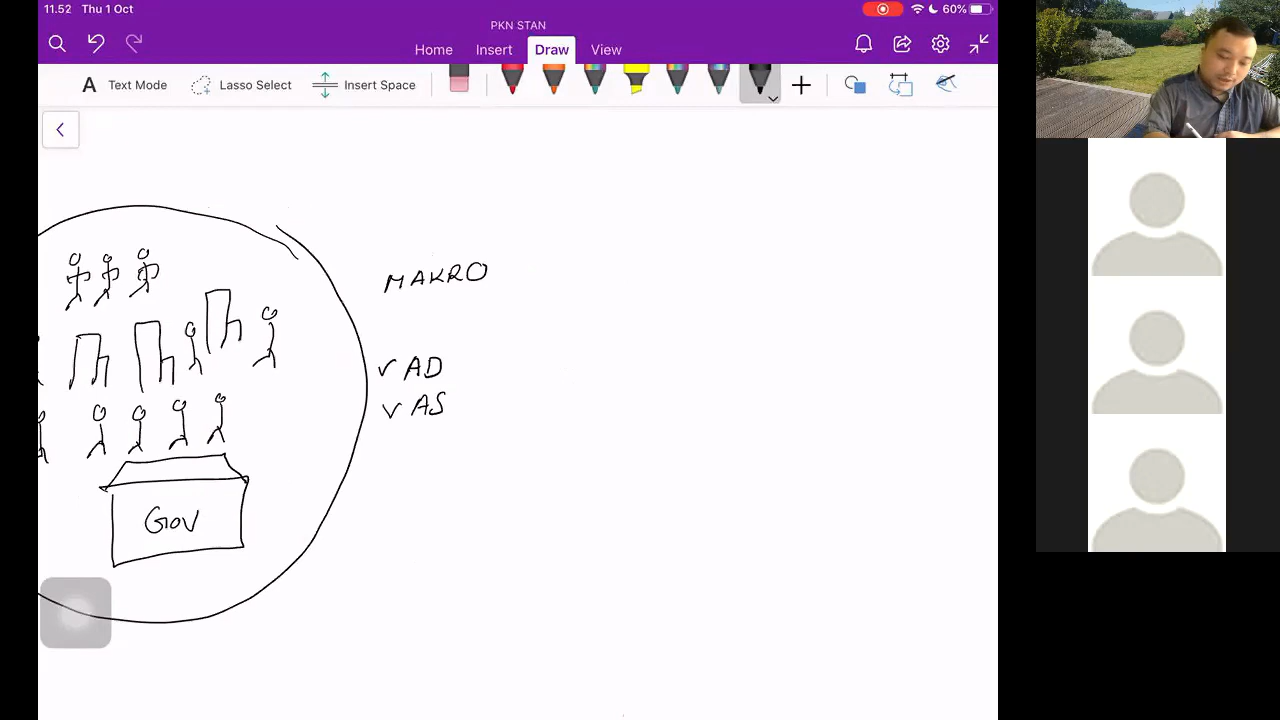 11.52 Thu 1 Oct
60%
PKN STAN
Home Insert Draw View
A Text Mode Lasso Select Insert Space
MAKRO
v AD
v AS
Gov